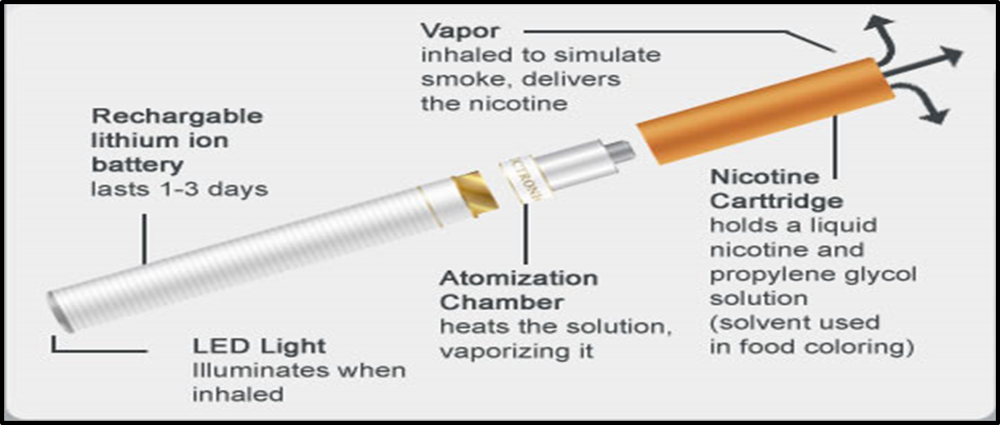 Vapor
inhaled to simulate
smoke, delivers
the nicotine
Rechargable
lithium ion
battery
lasts 1-3 days
Nicotine
Carttridge
holds a liquid
nicotine and
propylene glycol
solution
(solvent used
in food coloring)
Atomization
Chamber
heats the solution,
vaporizing it
LED Light
Illuminates when
inhaled